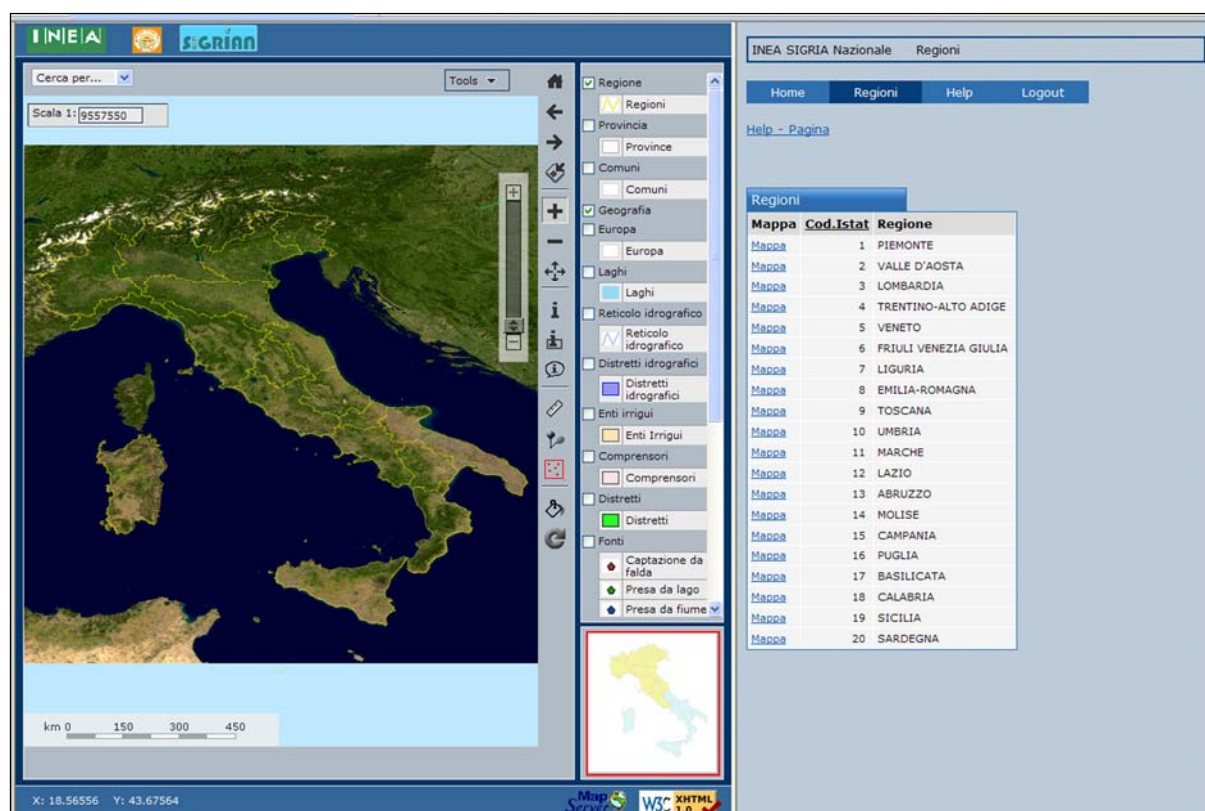 INEA
SIGRIAN
Cerca per...
Tools
Scala 1: 9557550
Regione
Regioni
Provincia
Province
Comuni
Comuni
Geografia
Europa
Europa
Laghi
Laghi
Reticolo idrografico
Reticolo
idrografico
Distretti idrografici
Distretti
idrografici
Enti irrigui
Enti Irrigui
Comprensori
Comprensori
Distretti
Distretti
Fonti
Captazione da
falda
Presa da lago
Presa da fiume
km 0 150 300 450
X: 18.56556 Y: 43.67564
Map
Server
W3C XHTML
1.0
INEA SIGRIA Nazionale Regioni
Home Regioni Help Logout
Help - Pagina
Regioni
Mappa Cod.Istat Regione
Mappa 1 PIEMONTE
Mappa 2 VALLE D'AOSTA
Mappa 3 LOMBARDIA
Mappa 4 TRENTINO-ALTO ADIGE
Mappa 5 VENETO
Mappa 6 FRIULI VENEZIA GIULIA
Mappa 7 LIGURIA
Mappa 8 EMILIA-ROMAGNA
Mappa 9 TOSCANA
Mappa 10 UMBRIA
Mappa 11 MARCHE
Mappa 12 LAZIO
Mappa 13 ABRUZZO
Mappa 14 MOLISE
Mappa 15 CAMPANIA
Mappa 16 PUGLIA
Mappa 17 BASILICATA
Mappa 18 CALABRIA
Mappa 19 SICILIA
Mappa 20 SARDEGNA